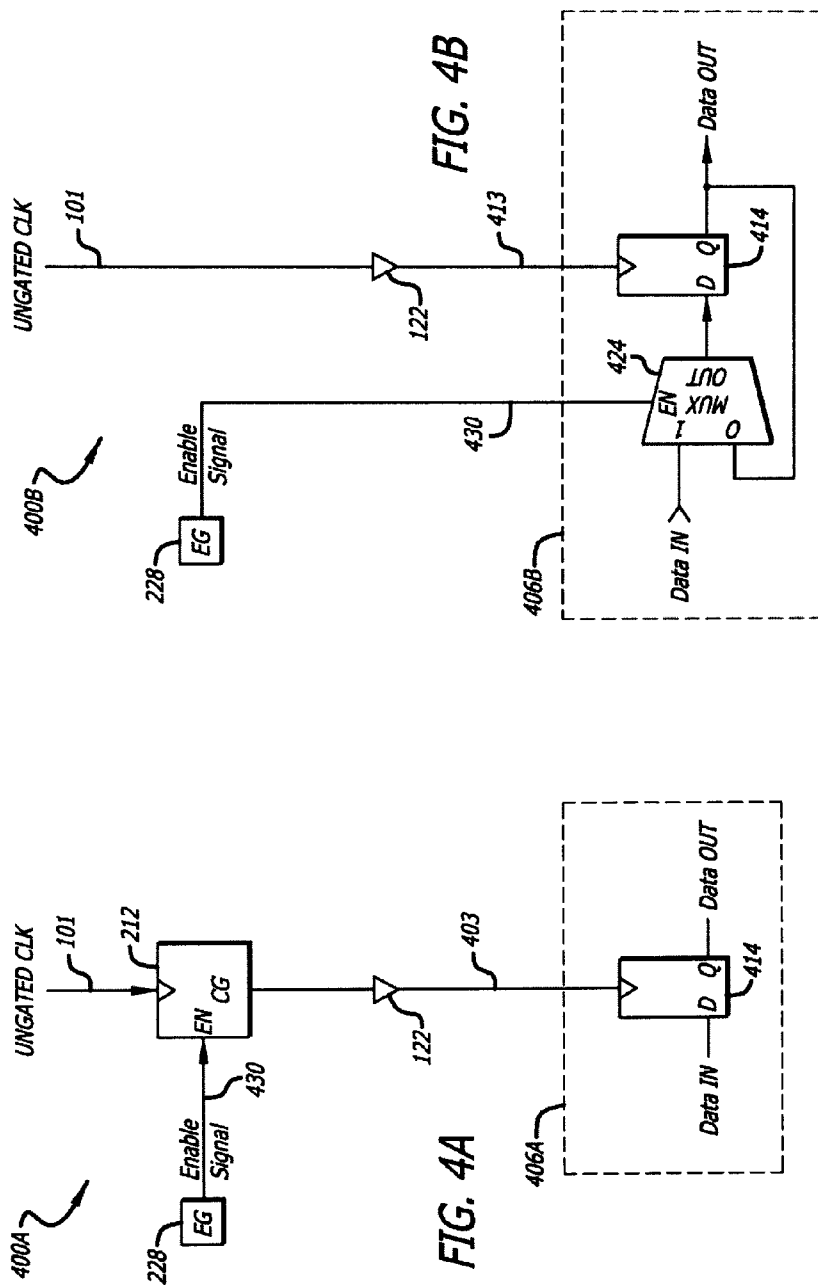 400A
UNGATED CLK
101
228
EG
Enable
Signal
430
EN
CG
212
122
403
FIG. 4A
406A
Data IN
D
Q
414
Data OUT
400B
UNGATED CLK
101
228
EG
Enable
Signal
122
413
FIG. 4B
430
406B
424
EN
1
MUX
OUT
0
Data IN
D
Q
414
Data OUT